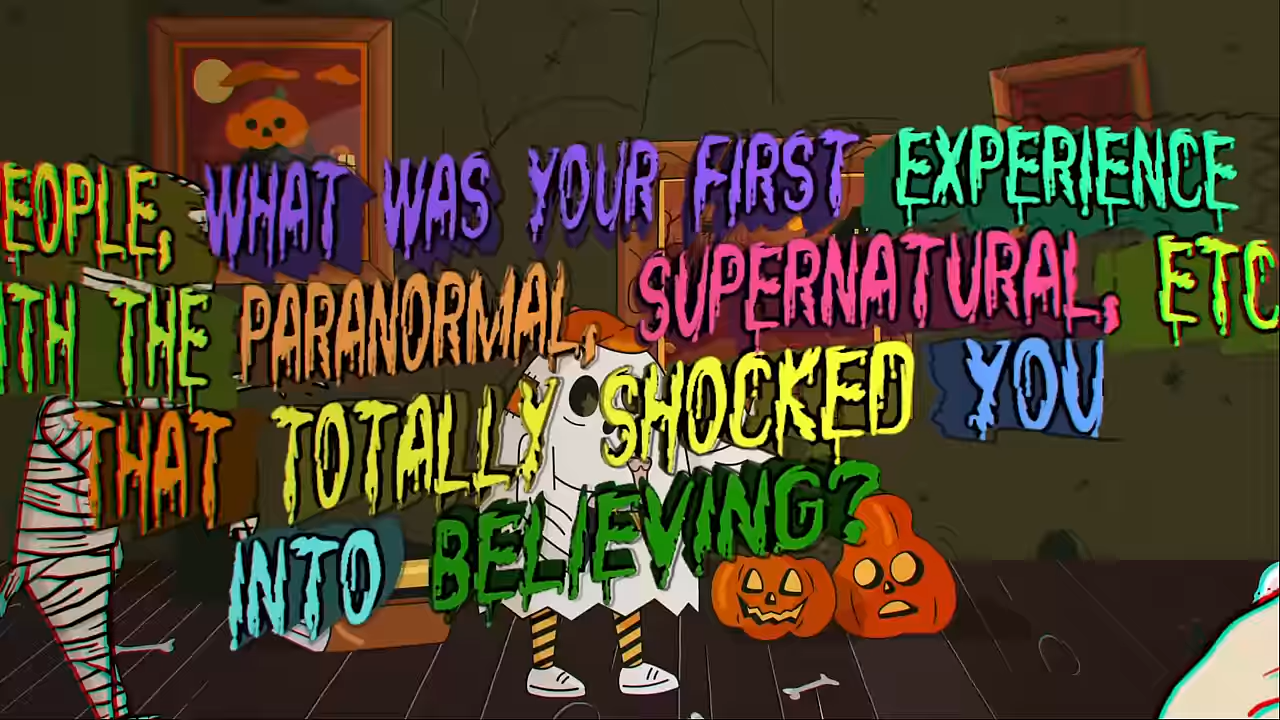 EOPLE, WHAT WAS YOUR FIRST EXPERIENCE
ITH THE PARANORMAL, SUPERNATURAL, ETC
THAT TOTALLY SHOCKED YOU
INTO BELIEVING?